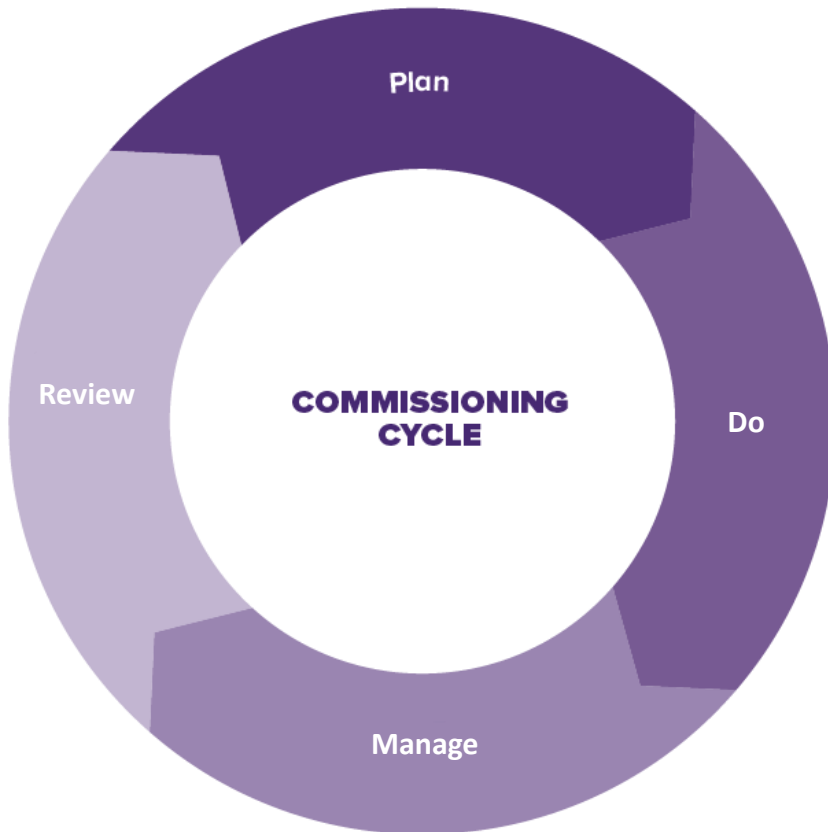 Plan
Review
COMMISSIONING
CYCLE
Do
Manage